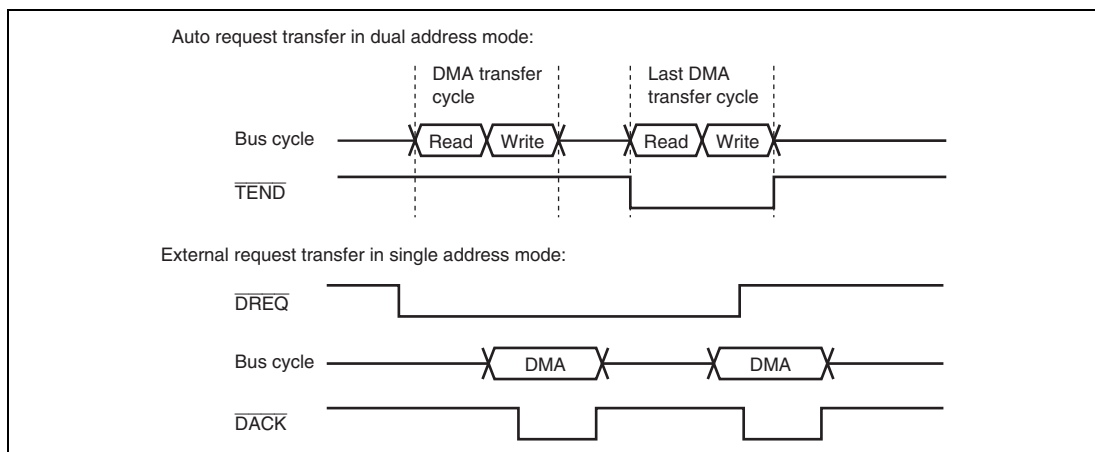 Auto request transfer in dual address mode:
DMA transfer
cycle
Last DMA
transfer cycle
Bus cycle
Read
Write
Read
Write
TEND
External request transfer in single address mode:
DREQ
Bus cycle
DMA
DMA
DACK